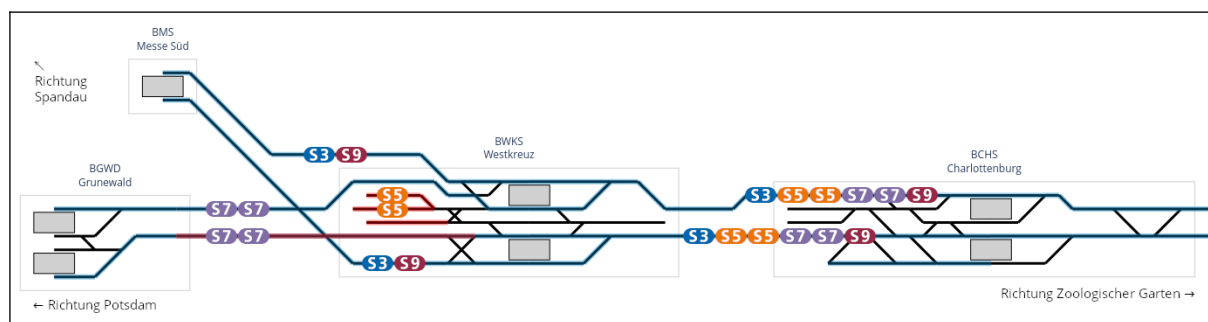 BMS
Messe Süd
Richtung
Spandau
BWKS
Westkreuz
S3 S9
BCHS
Charlottenburg
BGWD
Grunewald
S5
S3 S5 S5 S7 S7 S9
S7 S7
S5
S7 S7
S3 S5 S5 S7 S7 S9
S3 S9
← Richtung Potsdam
Richtung Zoologischer Garten →